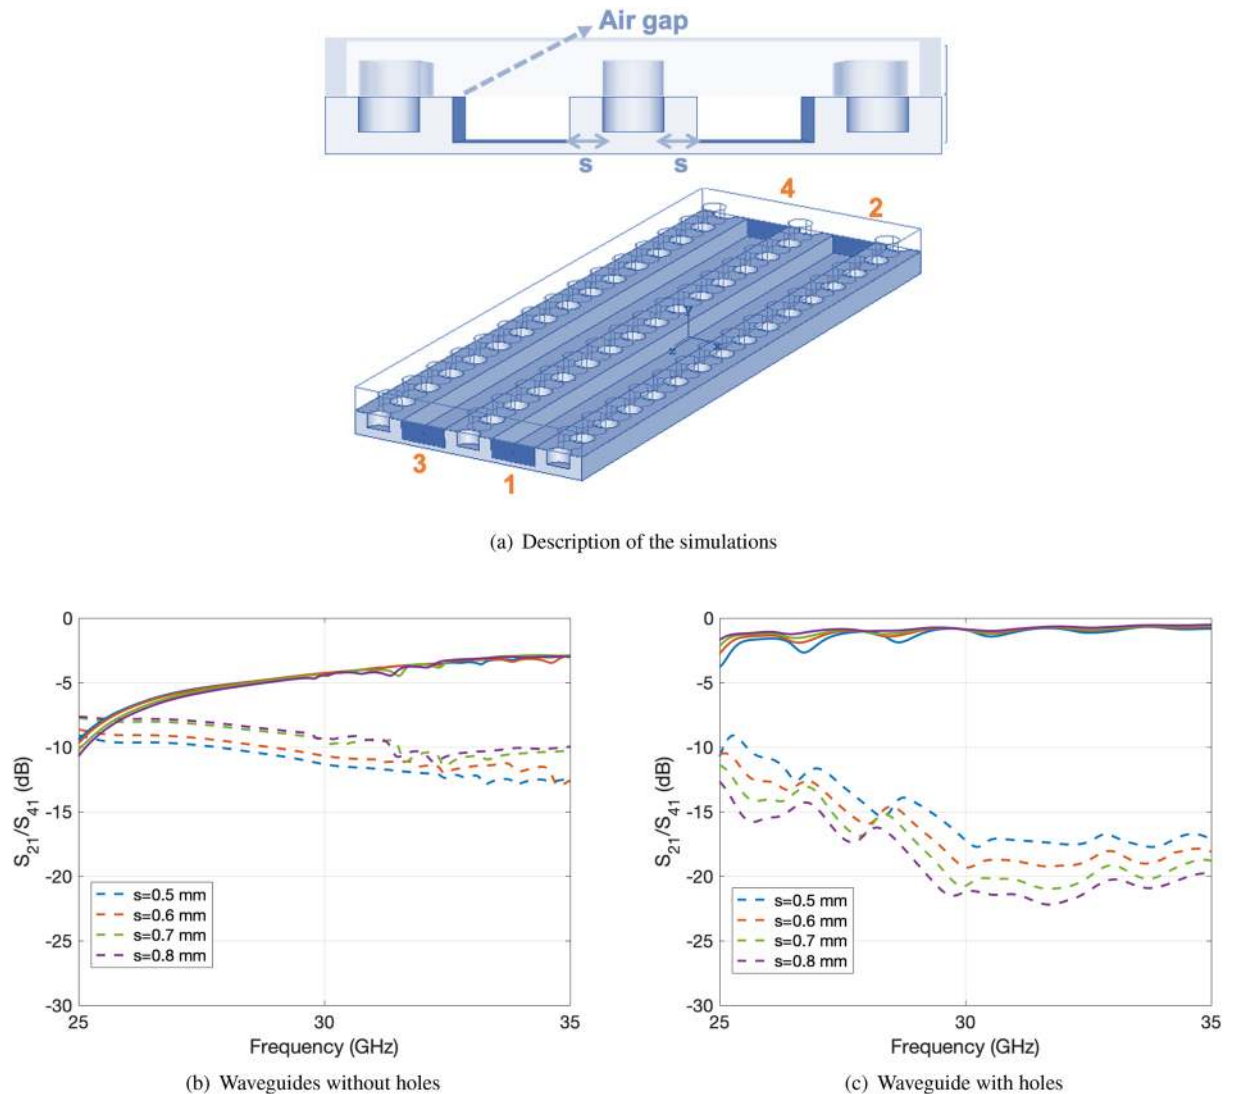 Air gap
s
s
4
2
3
1
(a) Description of the simulations
0
-5
-10
-15
-20
-25
-30
S21/S41 (dB)
s=0.5 mm
s=0.6 mm
s=0.7 mm
s=0.8 mm
25
30
35
Frequency (GHz)
(b) Waveguides without holes
0
-5
-10
-15
-20
-25
-30
S21/S41 (dB)
s=0.5 mm
s=0.6 mm
s=0.7 mm
s=0.8 mm
25
30
35
Frequency (GHz)
(c) Waveguide with holes